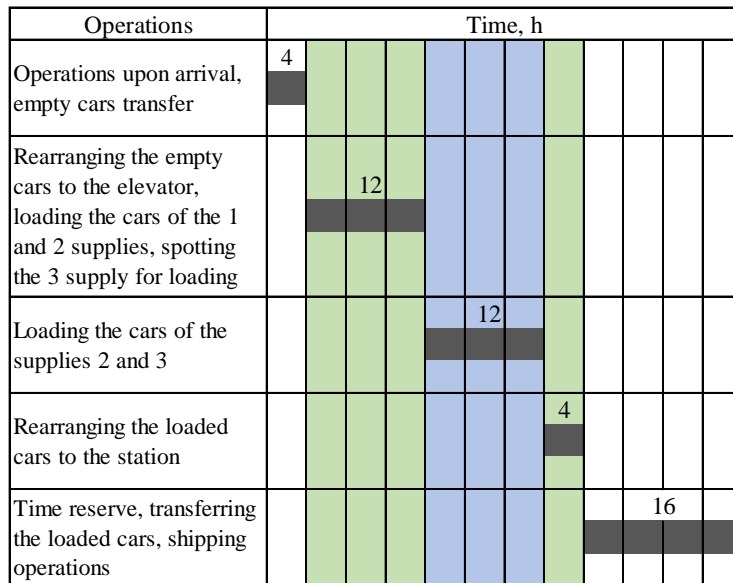 Operations
Time, h
Operations upon arrival,
empty cars transfer
4
Rearranging the empty
cars to the elevator,
loading the cars of the 1
and 2 supplies, spotting
the 3 supply for loading
12
Loading the cars of the
supplies 2 and 3
12
Rearranging the loaded
cars to the station
4
Time reserve, transferring
the loaded cars, shipping
operations
16